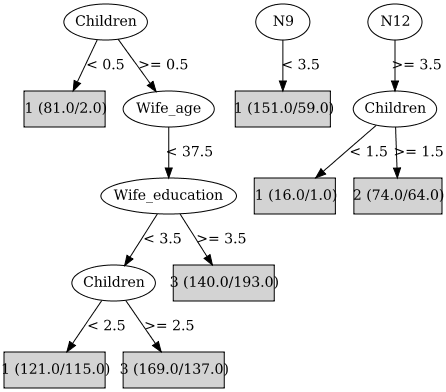 Children
N9
N12
< 0.5
>= 0.5
< 3.5
>= 3.5
1 (81.0/2.0)
Wife_age
1 (151.0/59.0)
Children
< 37.5
< 1.5
>= 1.5
Wife_education
1 (16.0/1.0)
2 (74.0/64.0)
< 3.5
>= 3.5
Children
3 (140.0/193.0)
< 2.5
>= 2.5
1 (121.0/115.0)
3 (169.0/137.0)